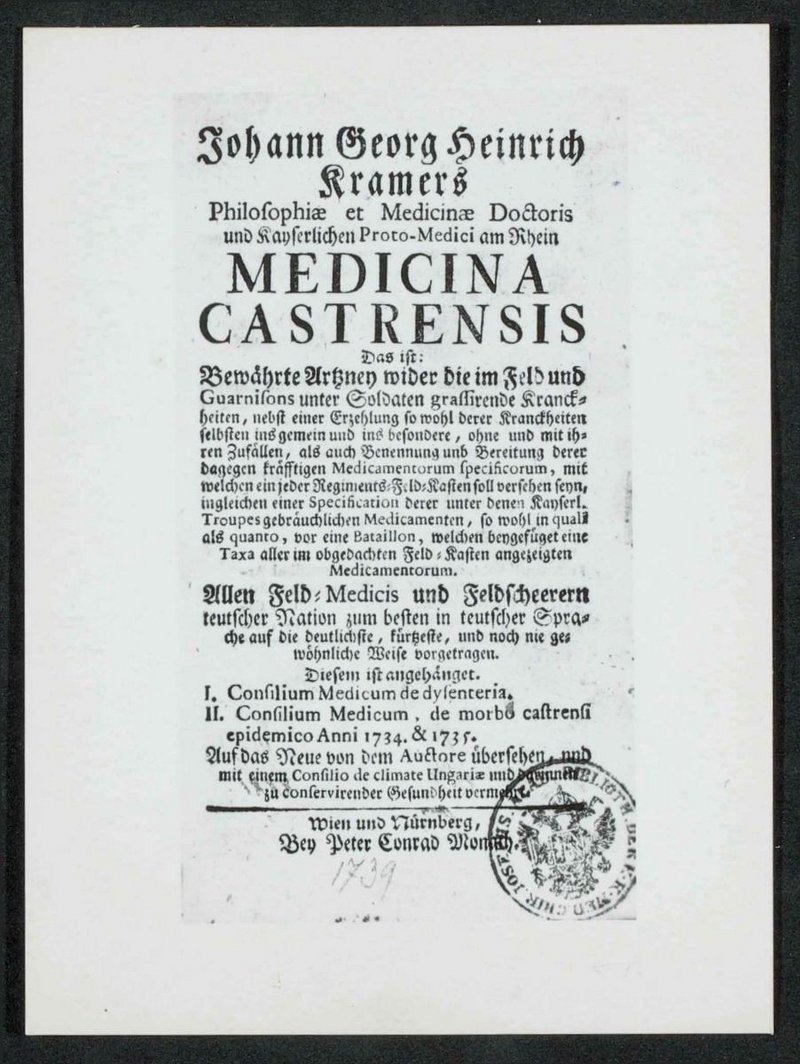 Johann Georg Heinrich
Kramers
Philosophiæ et Medicinæ Doctoris
und Kayserlichen Proto-Medici am Rhein
MEDICINA
CASTRENSIS
Das ist:
Bewährte Artzney wider die im Feld und
Guarnisons unter Soldaten grassirende Kranck-
heiten, nebst einer Erzehlung so wohl derer Kranckheiten
selbsten ins gemein und ins besondere, ohne und mit ih-
ren Zufällen, als auch Benennung und Bereitung derer
dagegen kräfftigen Medicamentorum specificorum, mit
welchen ein jeder Regiments-Feld-Kasten soll versehen seyn,
ingleichen einer Specification derer unter denen Kayserl.
Troupes gebräuchlichen Medicamenten, so wohl in quali
als quanto, vor eine Bataillon, welchen beygefüget eine
Taxa aller im obgedachten Feld-Kasten angezeigten
Medicamentorum.
Allen Feld-Medicis und Feldscheerern
teutscher Nation zum besten in teutscher Spra-
che auf die deutlichste, kürtzeste, und noch nie ge-
wöhnliche Weise vorgetragen.
Diesem ist angehänget.
I. Consilium Medicum de dysenteria.
II. Consilium Medicum, de morbo castrensi
epidemico Anni 1734. & 1735.
Auf das Neue von dem Auctore übersehen, und
mit einem Consilio de climate Ungariæ und darinnen
zu conservirender Gesundheit vermehrt.
Wien und Nürnberg,
Bey Peter Conrad Monath.
1739
BIBLIOTH. DER K. K. MED. CHIR. JOSEPHS